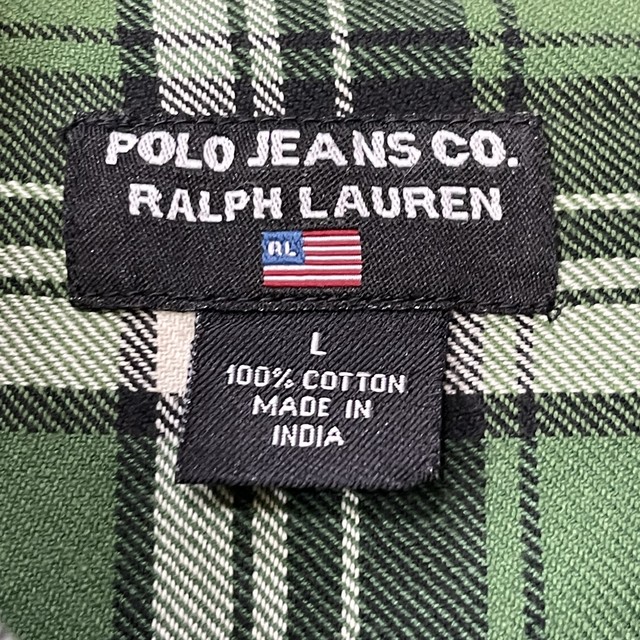 POLO JEANS CO.
RALPH LAUREN
RL
L
100% COTTON
MADE IN
INDIA